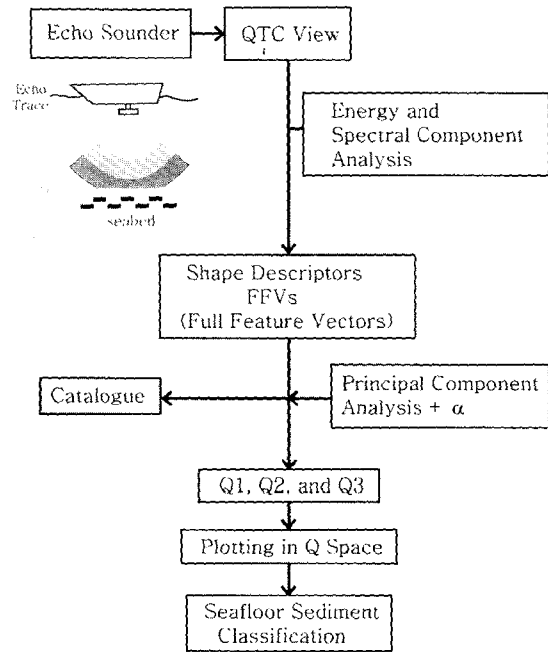 Echo Sounder
QTC View
Echo
Trace
Energy and
Spectral Component
Analysis
seabed
Shape Descriptors
FFVs
(Full Feature Vectors)
Catalogue
Principal Component
Analysis + α
Q1, Q2, and Q3
Plotting in Q Space
Seafloor Sediment
Classification